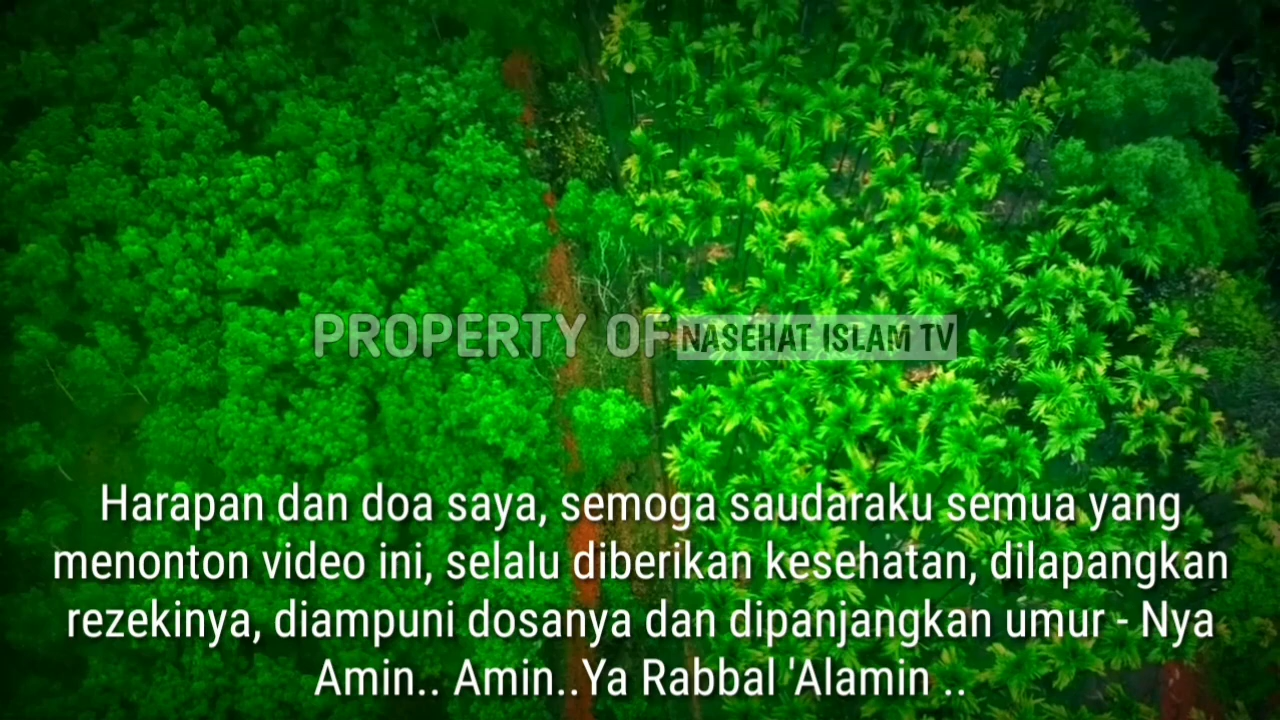 PROPERTY OF NASEHAT ISLAM TV
Harapan dan doa saya, semoga saudaraku semua yang
menonton video ini, selalu diberikan kesehatan, dilapangkan
rezekinya, diampuni dosanya dan dipanjangkan umur - Nya
Amin.. Amin..Ya Rabbal 'Alamin ..